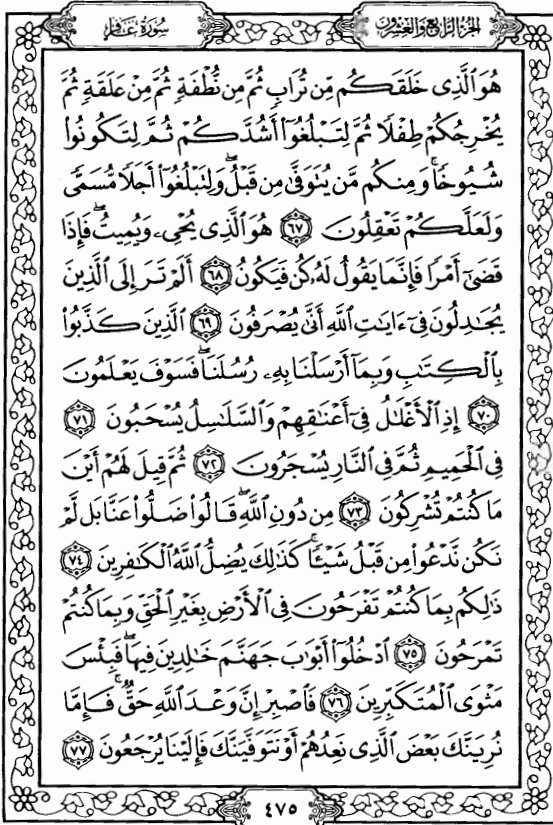 الجزء الرابع والعشرون
سورة غافر
هُوَ ٱلَّذِى خَلَقَكُم مِّن تُرَابٍ ثُمَّ مِن نُّطْفَةٍ ثُمَّ مِنْ عَلَقَةٍ ثُمَّ
يُخْرِجُكُمْ طِفْلًا ثُمَّ لِتَبْلُغُوٓا۟ أَشُدَّكُمْ ثُمَّ لِتَكُونُوا۟
شُيُوخًا ۚ وَمِنكُم مَّن يُتَوَفَّىٰ مِن قَبْلُ ۖ وَلِتَبْلُغُوٓا۟ أَجَلًا مُّسَمًّى
وَلَعَلَّكُمْ تَعْقِلُونَ ٦٧ هُوَ ٱلَّذِى يُحْىِۦ وَيُمِيتُ ۖ فَإِذَا
قَضَىٰٓ أَمْرًا فَإِنَّمَا يَقُولُ لَهُۥ كُن فَيَكُونُ ٦٨ أَلَمْ تَرَ إِلَى ٱلَّذِينَ
يُجَـٰدِلُونَ فِىٓ ءَايَـٰتِ ٱللَّهِ أَنَّىٰ يُصْرَفُونَ ٦٩ ٱلَّذِينَ كَذَّبُوا۟
بِٱلْكِتَـٰبِ وَبِمَآ أَرْسَلْنَا بِهِۦ رُسُلَنَا ۖ فَسَوْفَ يَعْلَمُونَ
٧٠ إِذِ ٱلْأَغْلَـٰلُ فِىٓ أَعْنَـٰقِهِمْ وَٱلسَّلَـٰسِلُ يُسْحَبُونَ ٧١
فِى ٱلْحَمِيمِ ثُمَّ فِى ٱلنَّارِ يُسْجَرُونَ ٧٢ ثُمَّ قِيلَ لَهُمْ أَيْنَ
مَا كُنتُمْ تُشْرِكُونَ ٧٣ مِن دُونِ ٱللَّهِ ۖ قَالُوا۟ ضَلُّوا۟ عَنَّا بَل لَّمْ
نَكُن نَّدْعُوا۟ مِن قَبْلُ شَيْـًٔا ۚ كَذَٰلِكَ يُضِلُّ ٱللَّهُ ٱلْكَـٰفِرِينَ ٧٤
ذَٰلِكُم بِمَا كُنتُمْ تَفْرَحُونَ فِى ٱلْأَرْضِ بِغَيْرِ ٱلْحَقِّ وَبِمَا كُنتُمْ
تَمْرَحُونَ ٧٥ ٱدْخُلُوٓا۟ أَبْوَٰبَ جَهَنَّمَ خَـٰلِدِينَ فِيهَا ۖ فَبِئْسَ
مَثْوَى ٱلْمُتَكَبِّرِينَ ٧٦ فَٱصْبِرْ إِنَّ وَعْدَ ٱللَّهِ حَقٌّ ۚ فَإِمَّا
نُرِيَنَّكَ بَعْضَ ٱلَّذِى نَعِدُهُمْ أَوْ نَتَوَفَّيَنَّكَ فَإِلَيْنَا يُرْجَعُونَ ٧٧
٤٧٥